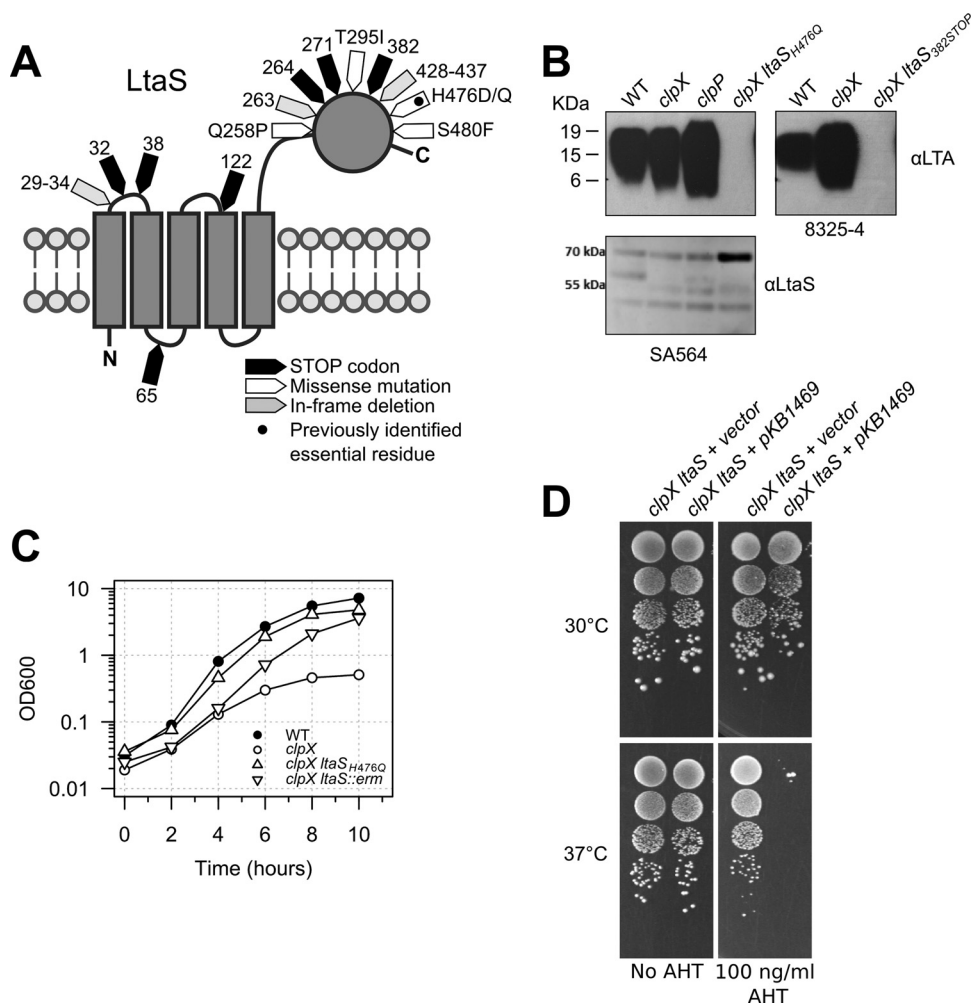 A
LtaS
T295I
271
382
264
428-437
263
H476D/Q
Q258P
S480F
C
32
38
122
29-34
N
65
STOP codon
Missense mutation
In-frame deletion
Previously identified
essential residue
B
KDa
WT
clpX
clpP
clpX ltaSH476Q
WT
clpX
clpX ltaS382STOP
19
15
6
αLTA
8325-4
70 kDa
55 kDa
αLtaS
SA564
C
OD600
10
1
0.1
0.01
WT
clpX
clpX ltaSH476Q
clpX ltaS::erm
0 2 4 6 8 10
Time (hours)
D
clpX ltaS + vector
clpX ltaS + pKB1469
clpX ltaS + vector
clpX ltaS + pKB1469
30°C
37°C
No AHT
100 ng/ml
AHT